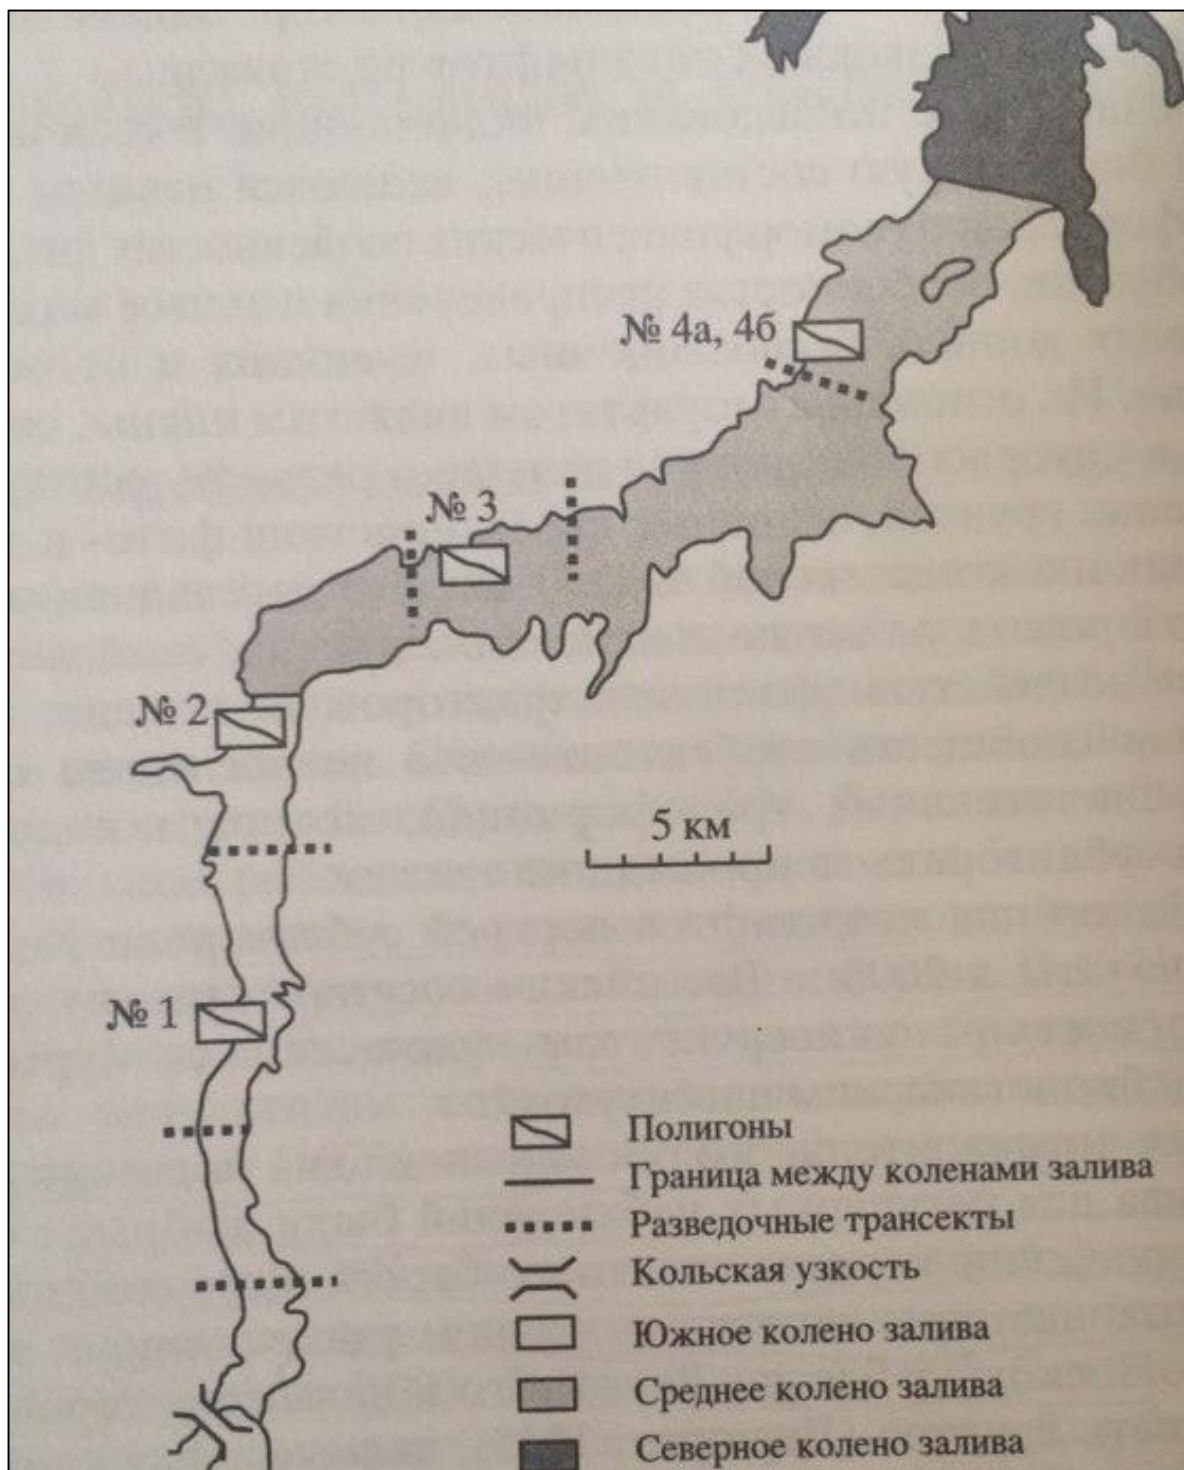 № 4а, 4б
№ 3
№ 2
5 км
№ 1
Полигоны
Граница между коленами залива
Разведочные трансекты
Кольская узкость
Южное колено залива
Среднее колено залива
Северное колено залива